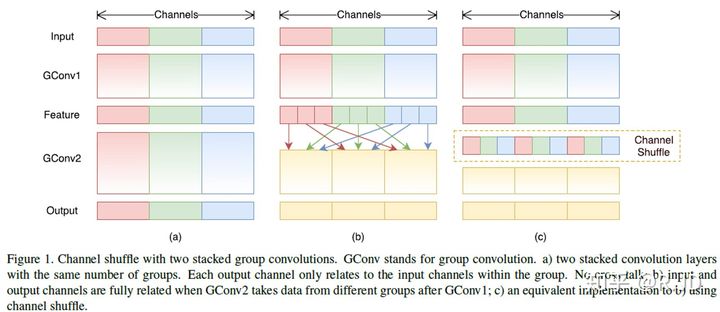 Channels
Channels
Channels
Input
GConv1
Feature
GConv2
Output
Channel
Shuffle
(a)
(b)
(c)
Figure 1. Channel shuffle with two stacked group convolutions. GConv stands for group convolution. a) two stacked convolution layers
with the same number of groups. Each output channel only relates to the input channels within the group. No cross talk; b) input and
output channels are fully related when GConv2 takes data from different groups after GConv1; c) an equivalent implementation to b) using
channel shuffle.
知乎